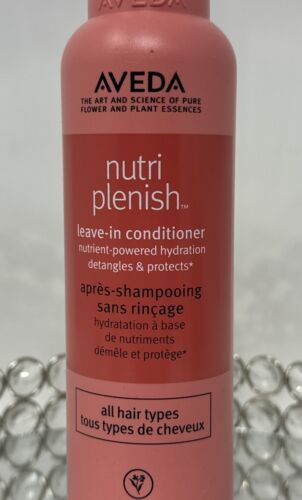 AVEDA
AVEDA
THE ART AND SCIENCE OF PURE
FLOWER AND PLANT ESSENCES
nutri
plenish™
leave-in conditioner
nutrient-powered hydration
detangles & protects*
après-shampooing
sans rinçage
hydratation à base
de nutriments
démêle et protège*
all hair types
tous types de cheveux